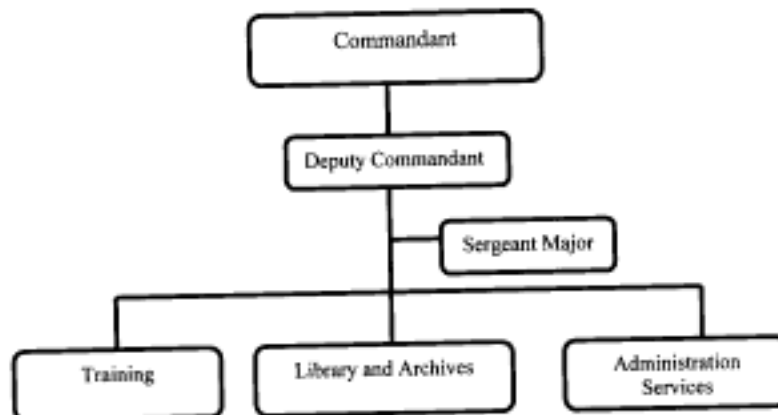 Commandant
Deputy Commandant
Sergeant Major
Training
Library and Archives
Administration
Services